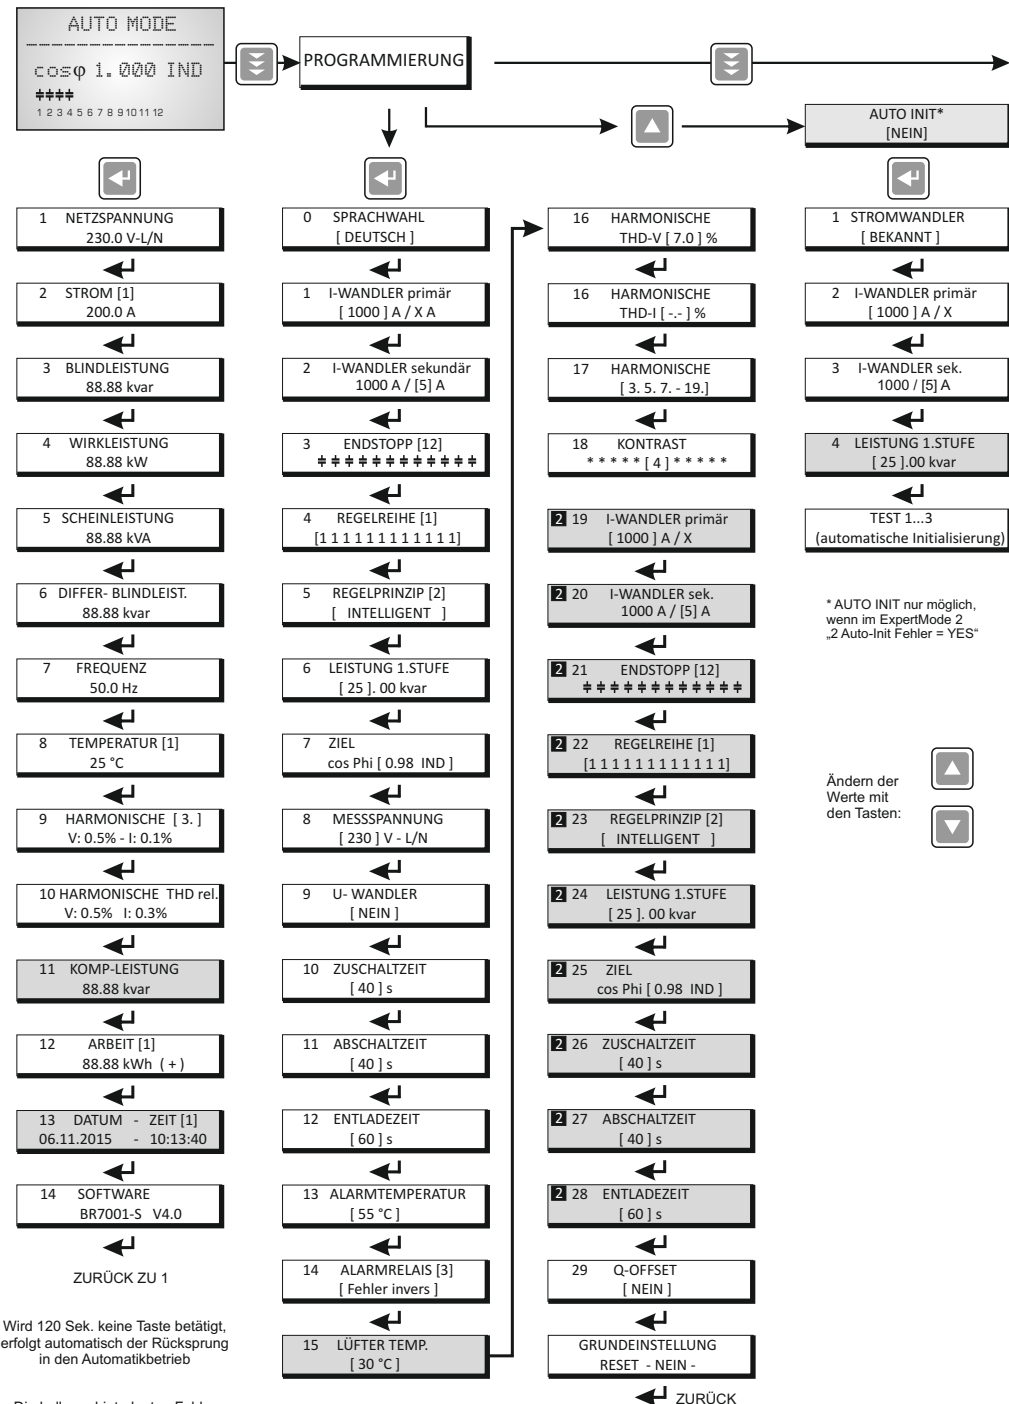 AUTO MODE
cosφ 1.000 IND
1 2 3 4 5 6 7 8 9 10 11 12
PROGRAMMIERUNG
AUTO INIT*
[NEIN]
1 NETZSPANNUNG
230.0 V-L/N
2 STROM [1]
200.0 A
3 BLINDLEISTUNG
88.88 kvar
4 WIRKLEISTUNG
88.88 kW
5 SCHEINLEISTUNG
88.88 kVA
6 DIFFER- BLINDLEIST.
88.88 kvar
7 FREQUENZ
50.0 Hz
8 TEMPERATUR [1]
25 °C
9 HARMONISCHE [ 3. ]
V: 0.5% - I: 0.1%
10 HARMONISCHE THD rel.
V: 0.5% I: 0.3%
11 KOMP-LEISTUNG
88.88 kvar
12 ARBEIT [1]
88.88 kWh ( + )
13 DATUM - ZEIT [1]
06.11.2015 - 10:13:40
14 SOFTWARE
BR7001-S V4.0
ZURÜCK ZU 1
Wird 120 Sek. keine Taste betätigt,
erfolgt automatisch der Rücksprung
in den Automatikbetrieb
0 SPRACHWAHL
[ DEUTSCH ]
1 I-WANDLER primär
[ 1000 ] A / X A
2 I-WANDLER sekundär
1000 A / [5] A
3 ENDSTOPP [12]
4 REGELREIHE [1]
[1 1 1 1 1 1 1 1 1 1 1 1]
5 REGELPRINZIP [2]
[ INTELLIGENT ]
6 LEISTUNG 1.STUFE
[ 25 ]. 00 kvar
7 ZIEL
cos Phi [ 0.98 IND ]
8 MESSSPANNUNG
[ 230 ] V - L/N
9 U- WANDLER
[ NEIN ]
10 ZUSCHALTZEIT
[ 40 ] s
11 ABSCHALTZEIT
[ 40 ] s
12 ENTLADEZEIT
[ 60 ] s
13 ALARMTEMPERATUR
[ 55 °C ]
14 ALARMRELAIS [3]
[ Fehler invers ]
15 LÜFTER TEMP.
[ 30 °C ]
16 HARMONISCHE
THD-V [ 7.0 ] %
16 HARMONISCHE
THD-I [ -.- ] %
17 HARMONISCHE
[ 3. 5. 7. - 19.]
18 KONTRAST
* * * * * [ 4 ] * * * * *
2 19 I-WANDLER primär
[ 1000 ] A / X
2 20 I-WANDLER sek.
1000 A / [5] A
2 21 ENDSTOPP [12]
2 22 REGELREIHE [1]
[1 1 1 1 1 1 1 1 1 1 1 1]
2 23 REGELPRINZIP [2]
[ INTELLIGENT ]
2 24 LEISTUNG 1.STUFE
[ 25 ]. 00 kvar
2 25 ZIEL
cos Phi [ 0.98 IND ]
2 26 ZUSCHALTZEIT
[ 40 ] s
2 27 ABSCHALTZEIT
[ 40 ] s
2 28 ENTLADEZEIT
[ 60 ] s
29 Q-OFFSET
[ NEIN ]
GRUNDEINSTELLUNG
RESET - NEIN -
ZURÜCK
1 STROMWANDLER
[ BEKANNT ]
2 I-WANDLER primär
[ 1000 ] A / X
3 I-WANDLER sek.
1000 / [5] A
4 LEISTUNG 1.STUFE
[ 25 ].00 kvar
TEST 1...3
(automatische Initialisierung)
* AUTO INIT nur möglich,
wenn im ExpertMode 2
„2 Auto-Init Fehler = YES“
Ändern der
Werte mit
den Tasten: